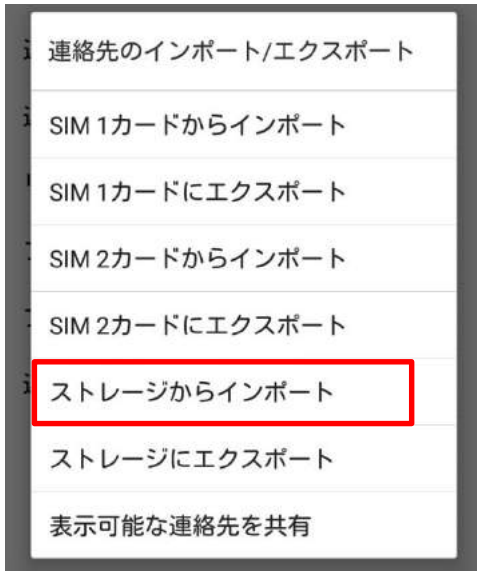 連絡先のインポート/エクスポート
SIM 1カードからインポート
SIM 1カードにエクスポート
SIM 2カードからインポート
SIM 2カードにエクスポート
ストレージからインポート
ストレージにエクスポート
表示可能な連絡先を共有